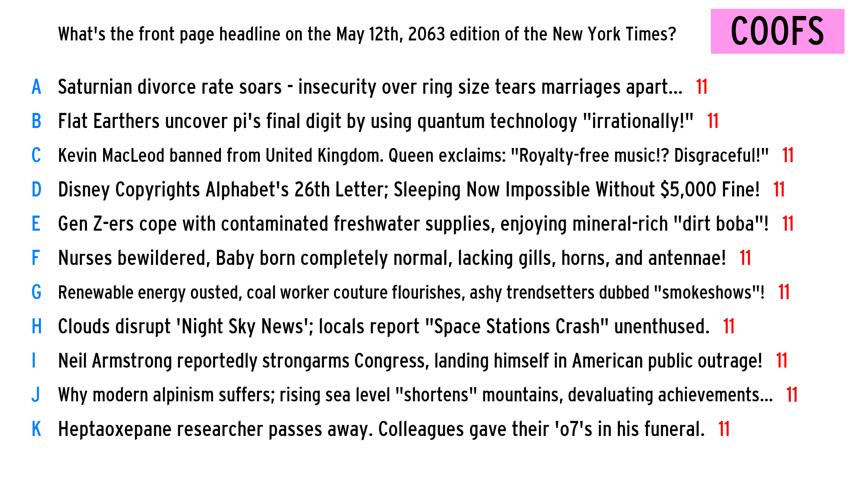 What's the front page headline on the May 12th, 2063 edition of the New York Times?
COOFS
A Saturnian divorce rate soars - insecurity over ring size tears marriages apart... 11
B Flat Earthers uncover pi's final digit by using quantum technology "irrationally!" 11
C Kevin MacLeod banned from United Kingdom. Queen exclaims: "Royalty-free music!? Disgraceful!" 11
D Disney Copyrights Alphabet's 26th Letter; Sleeping Now Impossible Without $5,000 Fine! 11
E Gen Z-ers cope with contaminated freshwater supplies, enjoying mineral-rich "dirt boba"! 11
F Nurses bewildered, Baby born completely normal, lacking gills, horns, and antennae! 11
G Renewable energy ousted, coal worker couture flourishes, ashy trendsetters dubbed "smokeshows"! 11
H Clouds disrupt 'Night Sky News'; locals report "Space Stations Crash" unenthused. 11
I Neil Armstrong reportedly strongarms Congress, landing himself in American public outrage! 11
J Why modern alpinism suffers; rising sea level "shortens" mountains, devaluating achievements... 11
K Heptaoxepane researcher passes away. Colleagues gave their 'o7's in his funeral. 11